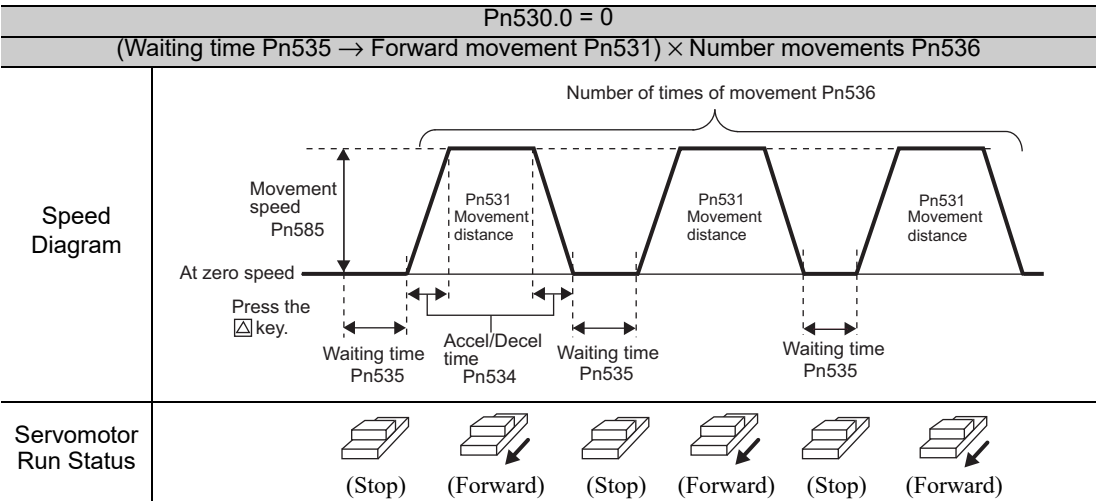 Pn530.0 = 0
(Waiting time Pn535 → Forward movement Pn531) × Number movements Pn536
Speed
Diagram
Number of times of movement Pn536
Movement
speed
Pn585
Pn531
Movement
distance
Pn531
Movement
distance
Pn531
Movement
distance
At zero speed
Press the
△ key.
Waiting time
Pn535
Accel/Decel
time
Pn534
Waiting time
Pn535
Waiting time
Pn535
Servomotor
Run Status
(Stop) (Forward) (Stop) (Forward) (Stop) (Forward)